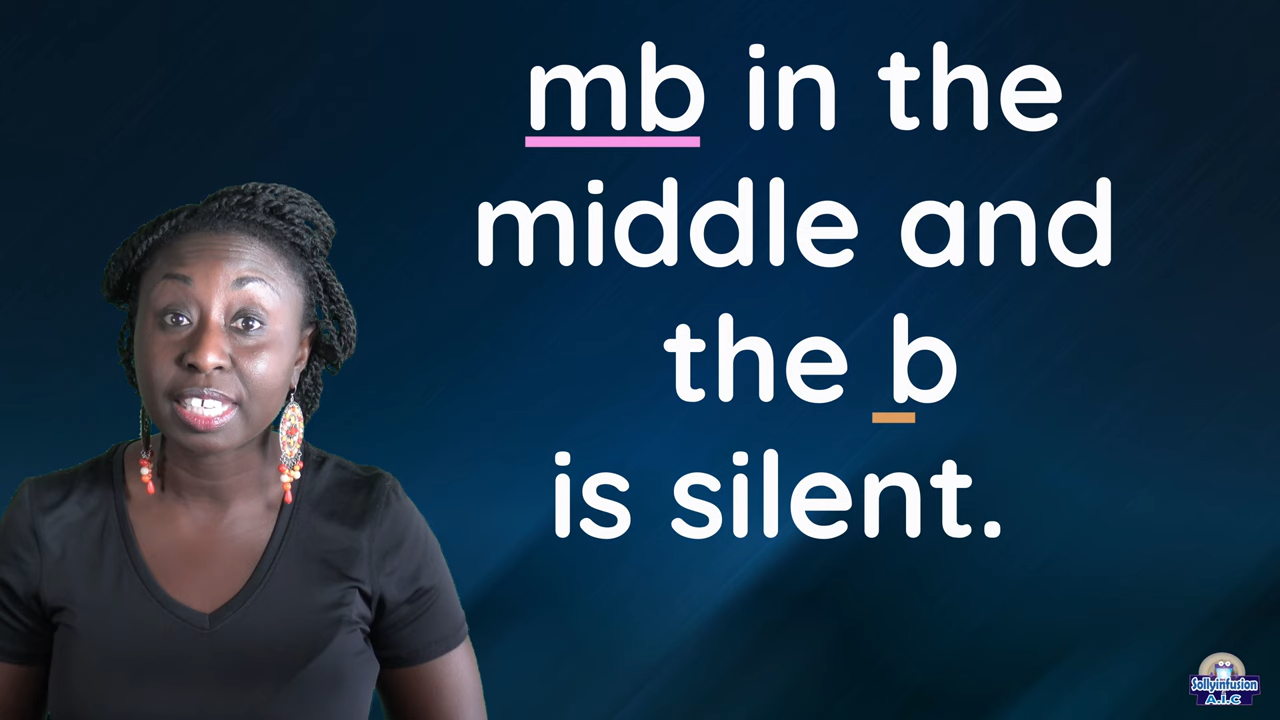 mb in the
middle and
the b
is silent.
Sollyinfusion
A.I.C